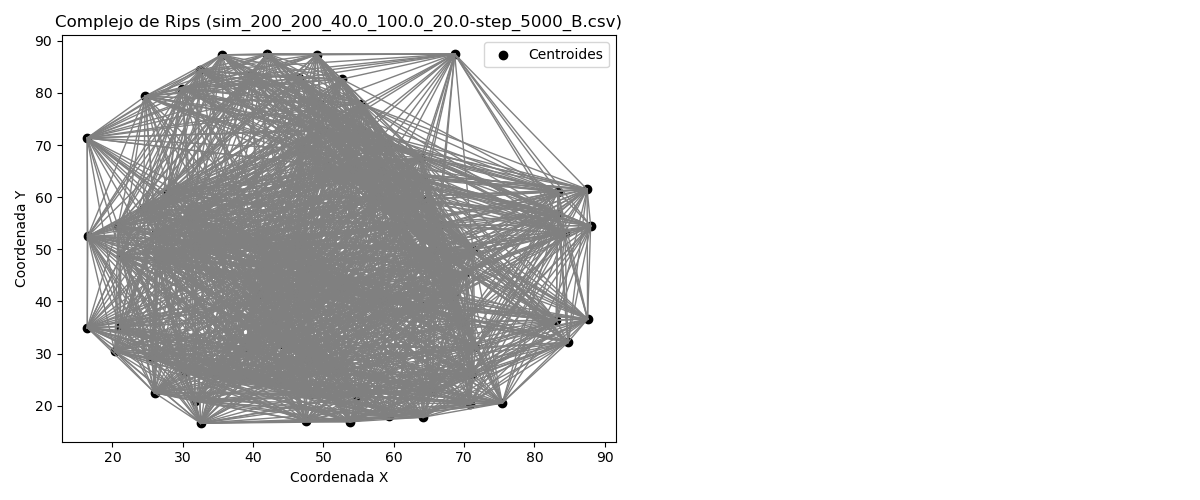 Complejo de Rips (sim_200_200_40.0_100.0_20.0-step_5000_B.csv)
Centroides
90
80
70
60
50
40
30
20
Coordenada Y
20 30 40 50 60 70 80 90
Coordenada X